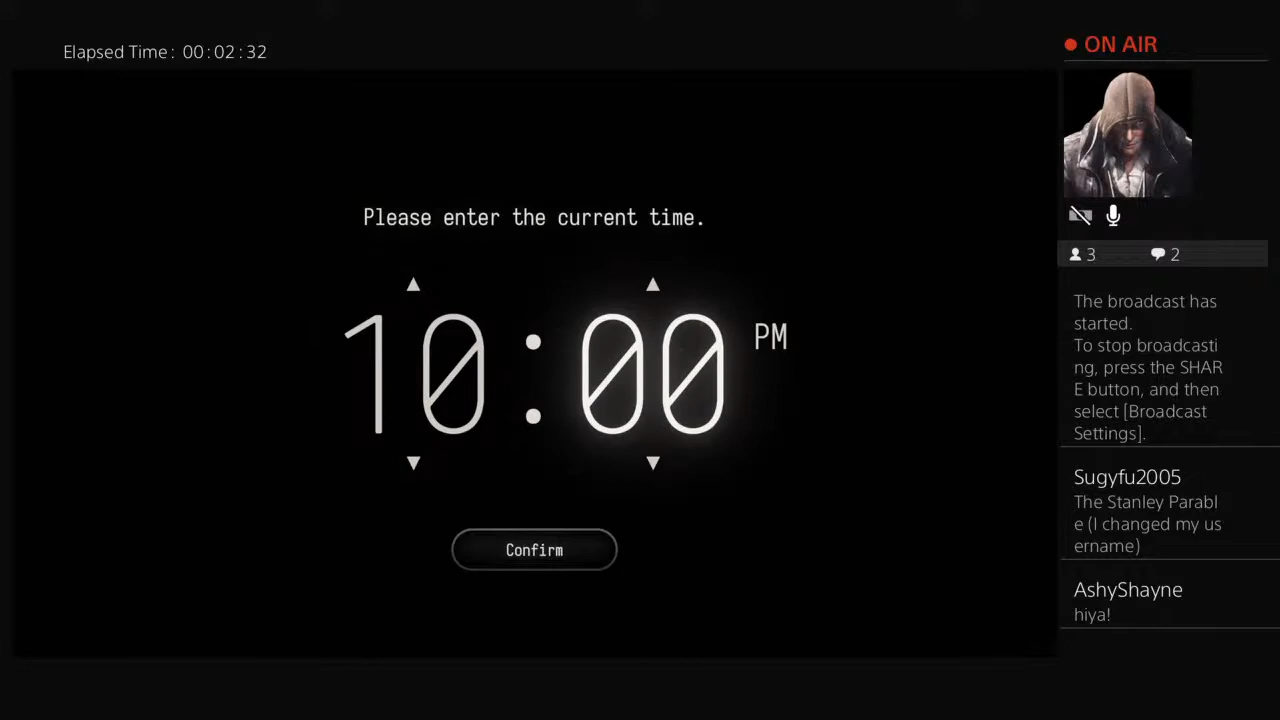 Elapsed Time: 00:02:32
ON AIR
Please enter the current time.
10:00 PM
Confirm
3 2
The broadcast has
started.
To stop broadcasti
ng, press the SHAR
E button, and then
select [Broadcast
Settings].
Sugyfu2005
The Stanley Parabl
e (I changed my us
ername)
AshyShayne
hiya!